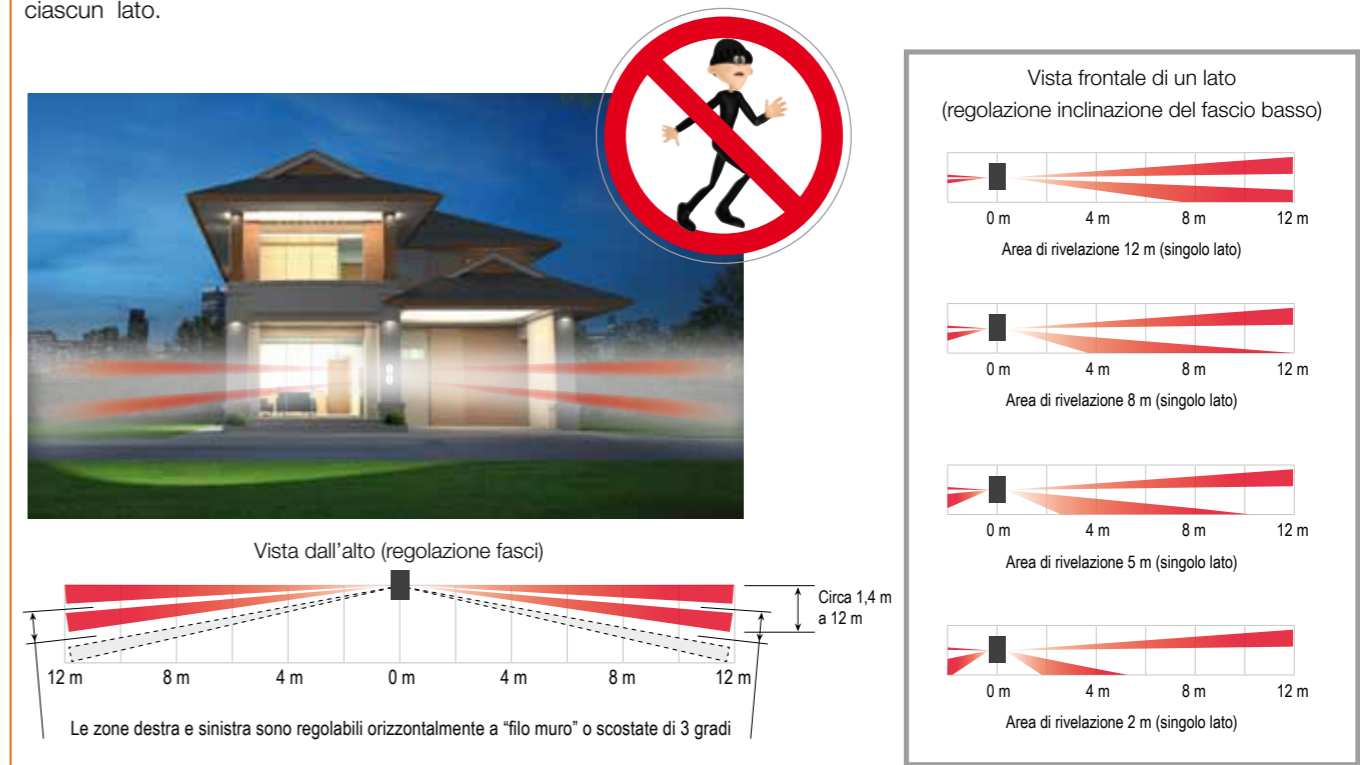 ciascun lato.
Vista dall'alto (regolazione fasci)
Circa 1,4 m
a 12 m
12 m 8 m 4 m 0 m 4 m 8 m 12 m
Le zone destra e sinistra sono regolabili orizzontalmente a “filo muro” o scostate di 3 gradi
Vista frontale di un lato
(regolazione inclinazione del fascio basso)
0 m 4 m 8 m 12 m
Area di rivelazione 12 m (singolo lato)
0 m 4 m 8 m 12 m
Area di rivelazione 8 m (singolo lato)
0 m 4 m 8 m 12 m
Area di rivelazione 5 m (singolo lato)
0 m 4 m 8 m 12 m
Area di rivelazione 2 m (singolo lato)